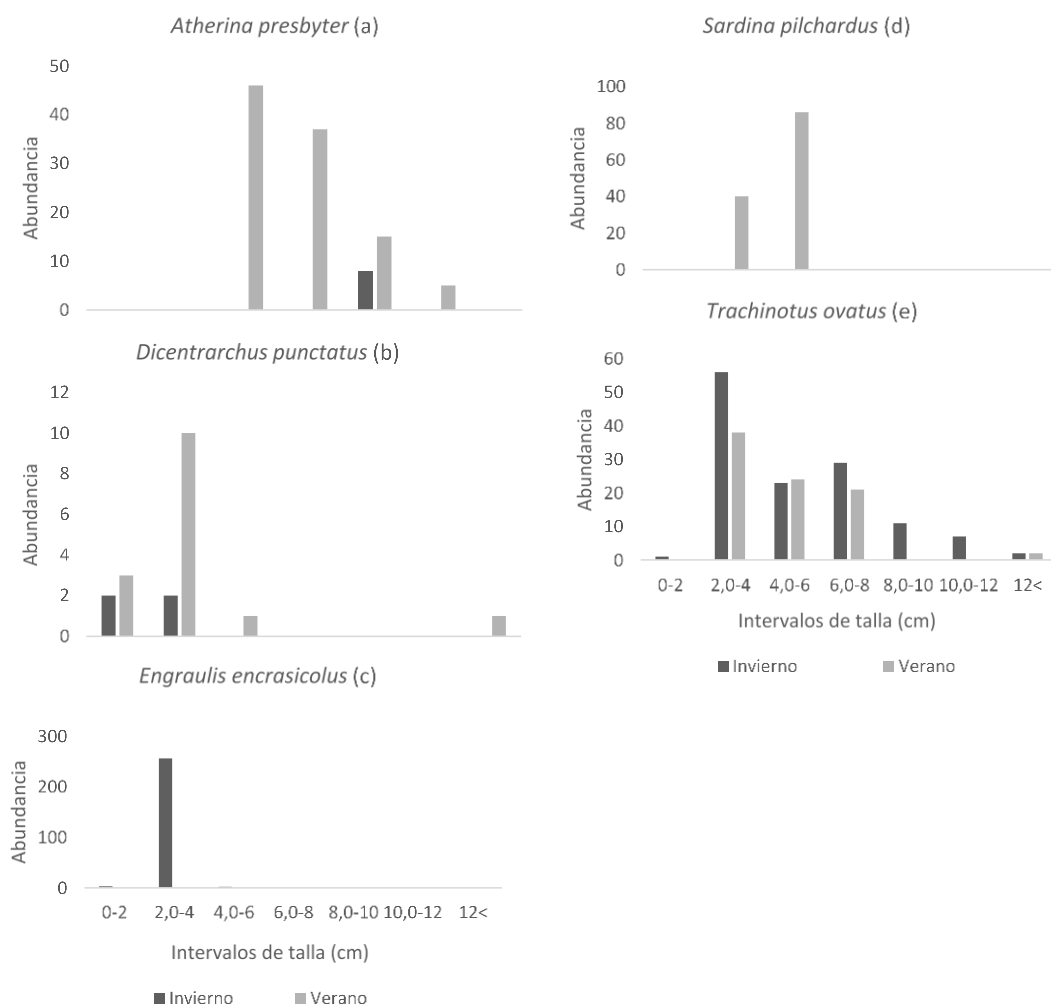 Atherina presbyter (a)
50
40
30
20
10
0
Abundancia
Dicentrarchus punctatus (b)
12
10
8
6
4
2
0
Abundancia
Engraulis encrasicolus (c)
300
200
100
0
Abundancia
0-2 2,0-4 4,0-6 6,0-8 8,0-10 10,0-12 12<
Intervalos de talla (cm)
Invierno Verano
Sardina pilchardus (d)
100
80
60
40
20
0
Abundancia
Trachinotus ovatus (e)
60
50
40
30
20
10
0
Abundancia
0-2 2,0-4 4,0-6 6,0-8 8,0-10 10,0-12 12<
Intervalos de talla (cm)
Invierno Verano